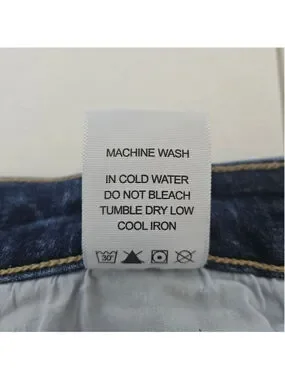 MACHINE WASH
IN COLD WATER
DO NOT BLEACH
TUMBLE DRY LOW
COOL IRON
30°